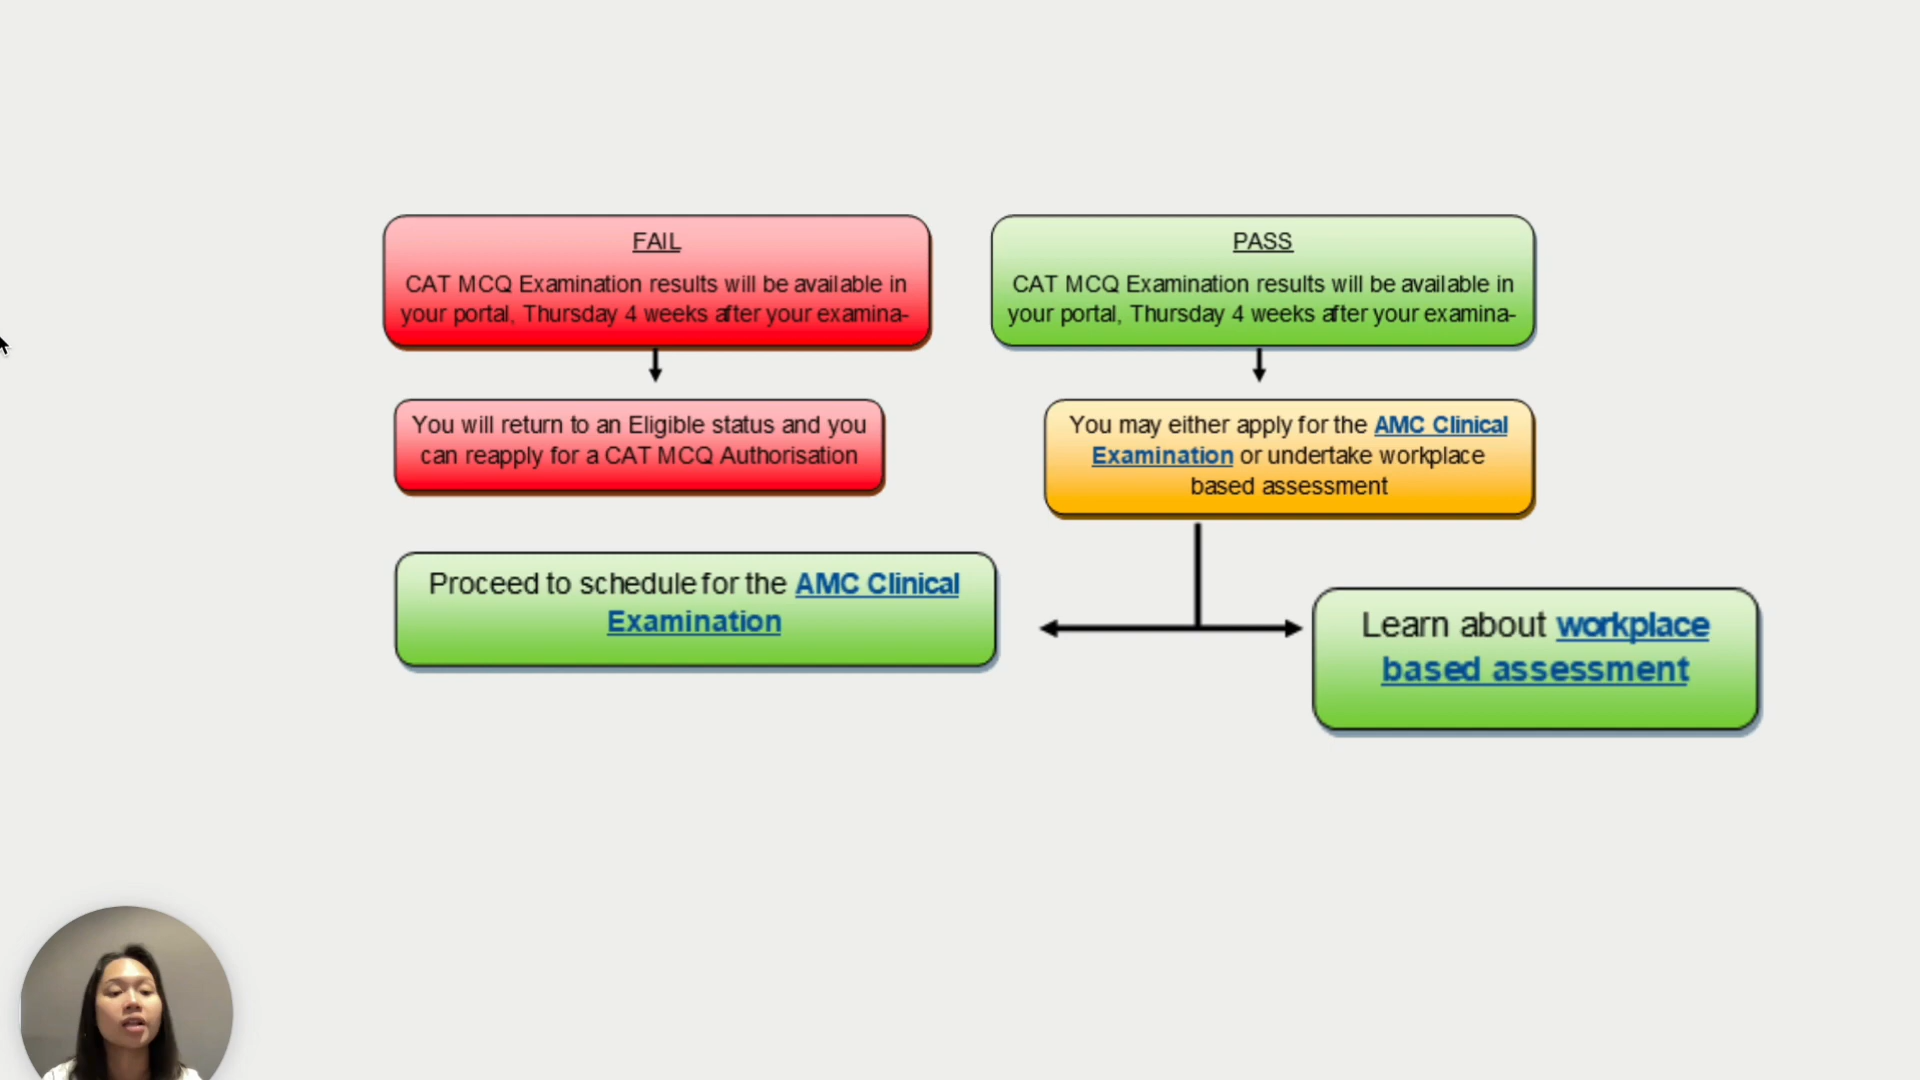 FAIL
CAT MCQ Examination results will be available in
your portal, Thursday 4 weeks after your examina-
PASS
CAT MCQ Examination results will be available in
your portal, Thursday 4 weeks after your examina-
You will return to an Eligible status and you
can reapply for a CAT MCQ Authorisation
You may either apply for the AMC Clinical
Examination or undertake workplace
based assessment
Proceed to schedule for the AMC Clinical
Examination
Learn about workplace
based assessment